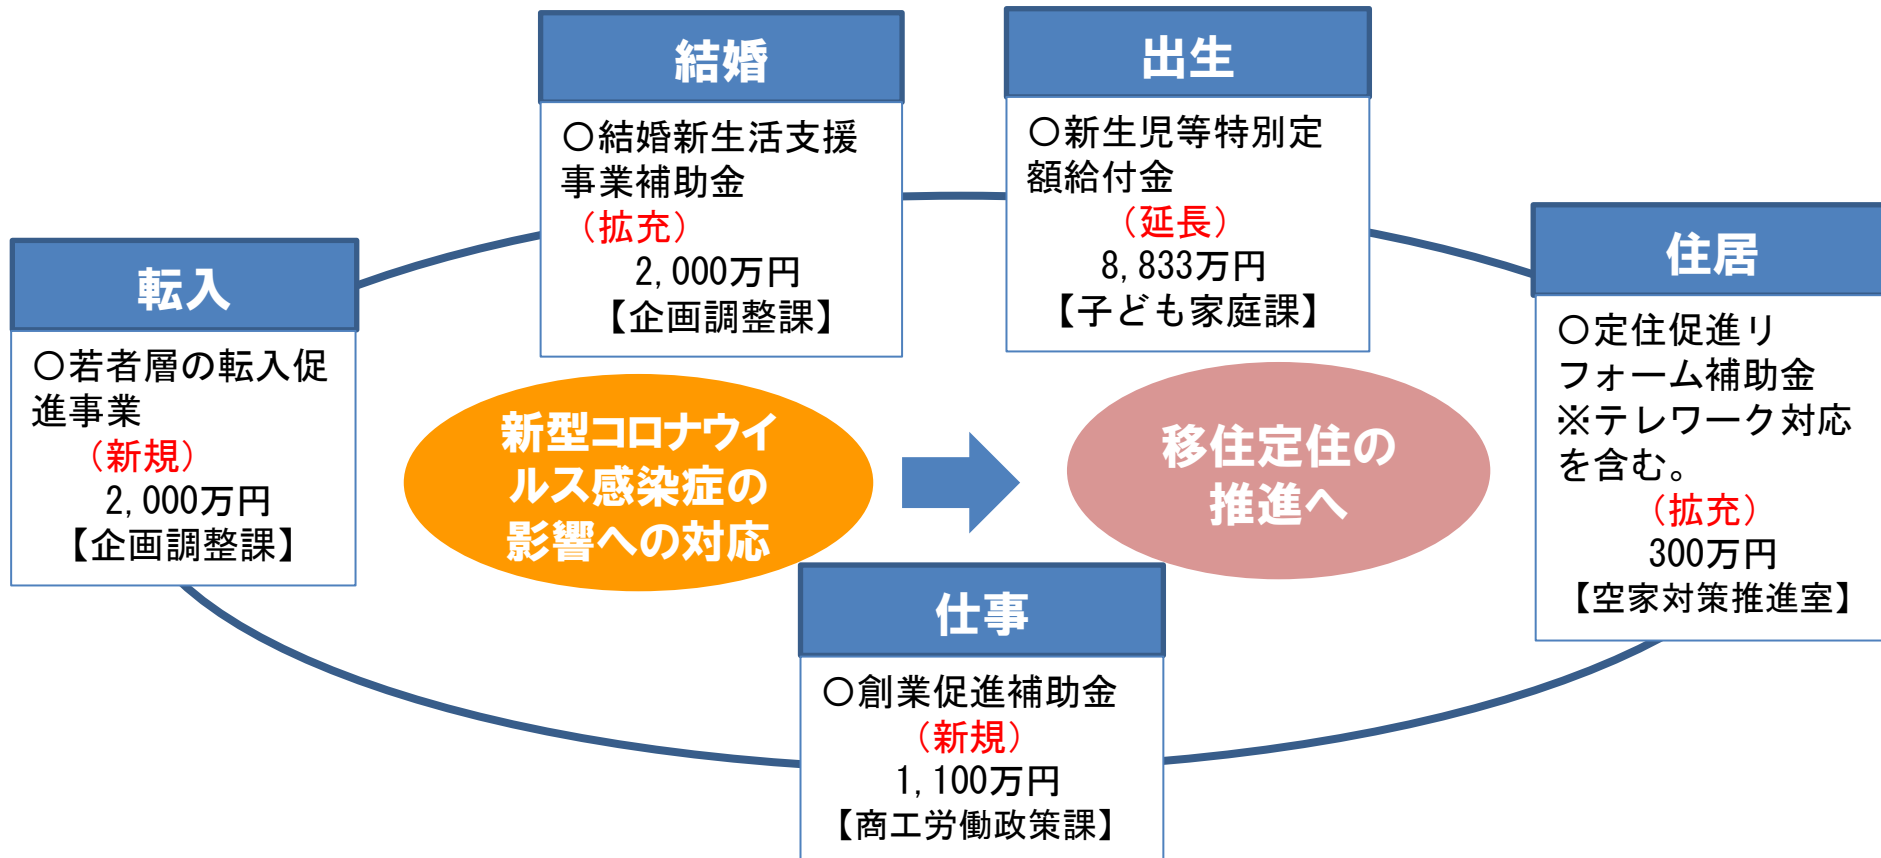 結婚
〇結婚新生活支援
事業補助金
（拡充）
2,000万円
【企画調整課】
出生
〇新生児等特別定
額給付金
（延長）
8,833万円
【子ども家庭課】
転入
〇若者層の転入促
進事業
（新規）
2,000万円
【企画調整課】
住居
〇定住促進リ
フォーム補助金
※テレワーク対応
を含む。
（拡充）
300万円
【空家対策推進室】
新型コロナウイ
ルス感染症の
影響への対応
移住定住の
推進へ
仕事
〇創業促進補助金
（新規）
1,100万円
【商工労働政策課】